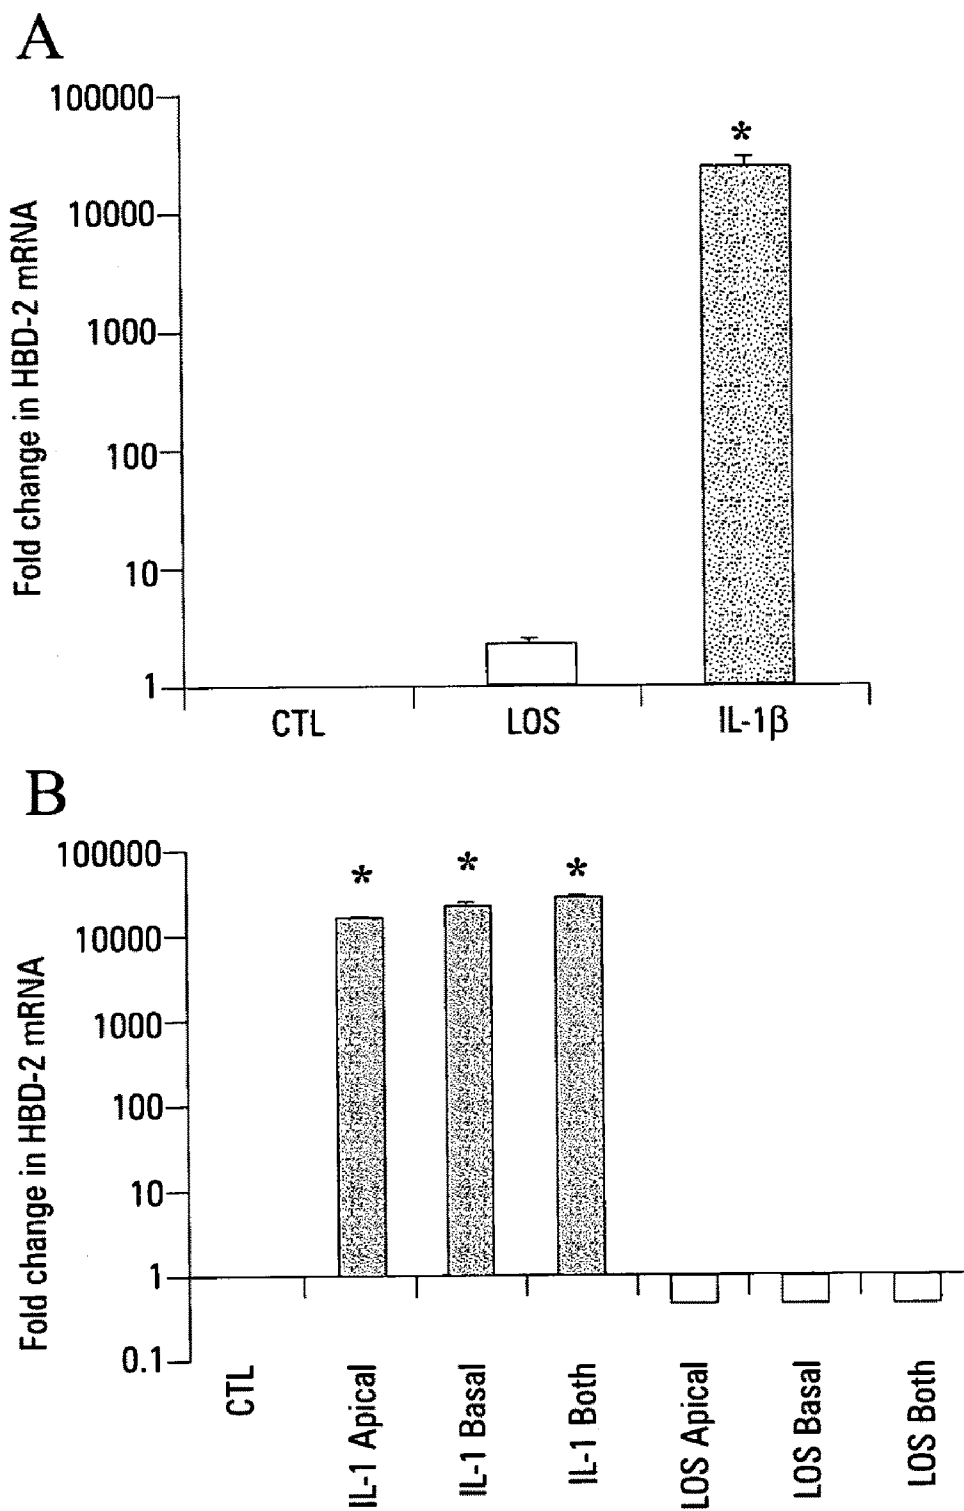 A
Fold change in HBD-2 mRNA
100000
10000
1000
100
10
1
*
CTL LOS IL-1β
B
Fold change in HBD-2 mRNA
100000
10000
1000
100
10
1
0.1
* * *
CTL
IL-1 Apical
IL-1 Basal
IL-1 Both
LOS Apical
LOS Basal
LOS Both